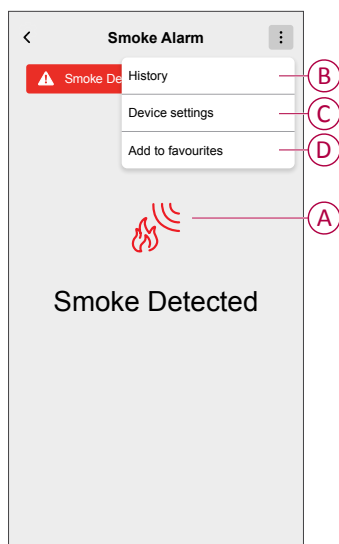 Smoke Alarm
Smoke De
History
B
Device settings
C
Add to favourites
D
A
Smoke Detected